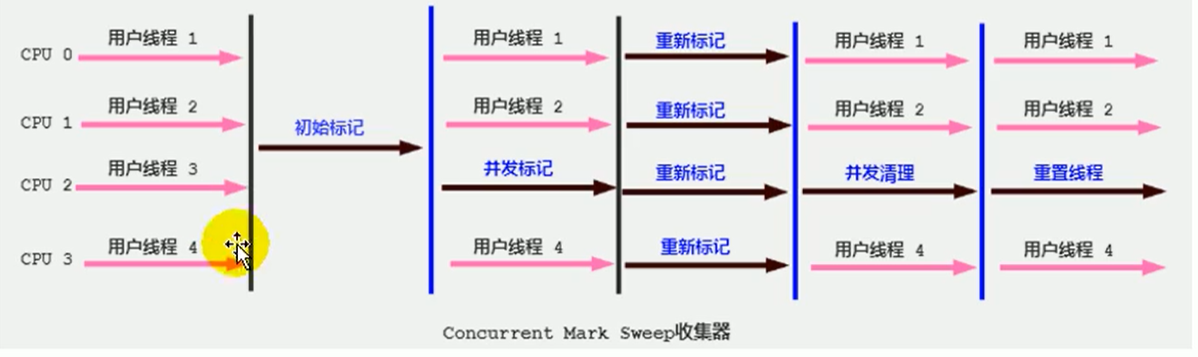 用户线程 1 用户线程 1 重新标记 用户线程 1 用户线程 1
CPU 0
用户线程 2 用户线程 2 重新标记 用户线程 2 用户线程 2
CPU 1
初始标记
用户线程 3 并发标记 重新标记 并发清理 重置线程
CPU 2
用户线程 4 用户线程 4 重新标记 用户线程 4 用户线程 4
CPU 3
Concurrent Mark Sweep收集器